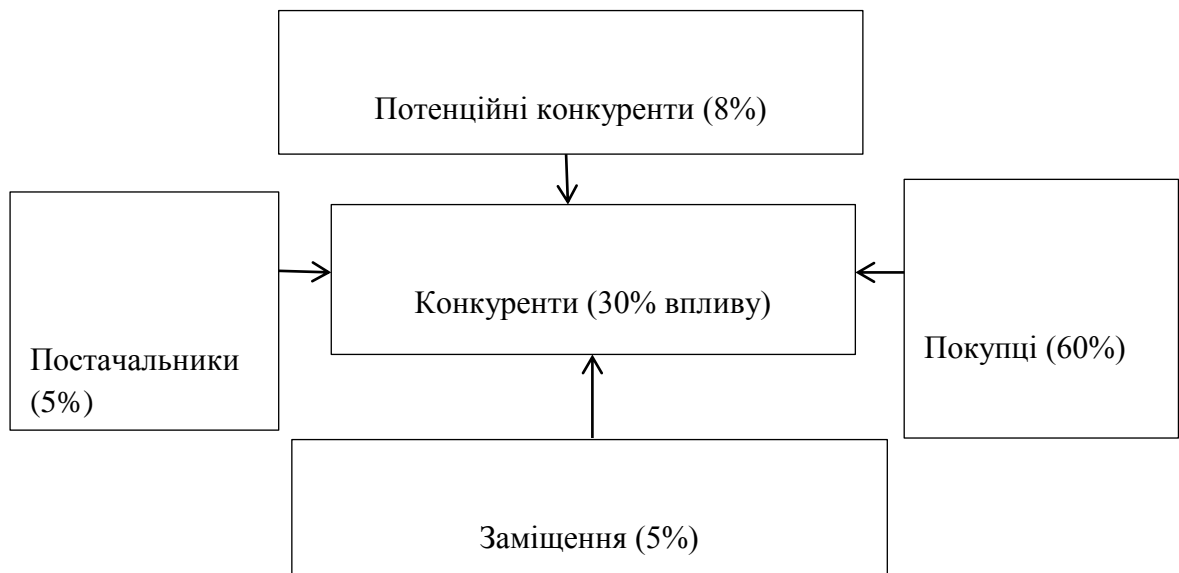 Потенційні конкуренти (8%)
Конкуренти (30% впливу)
Постачальники
(5%)
Покупці (60%)
Заміщення (5%)